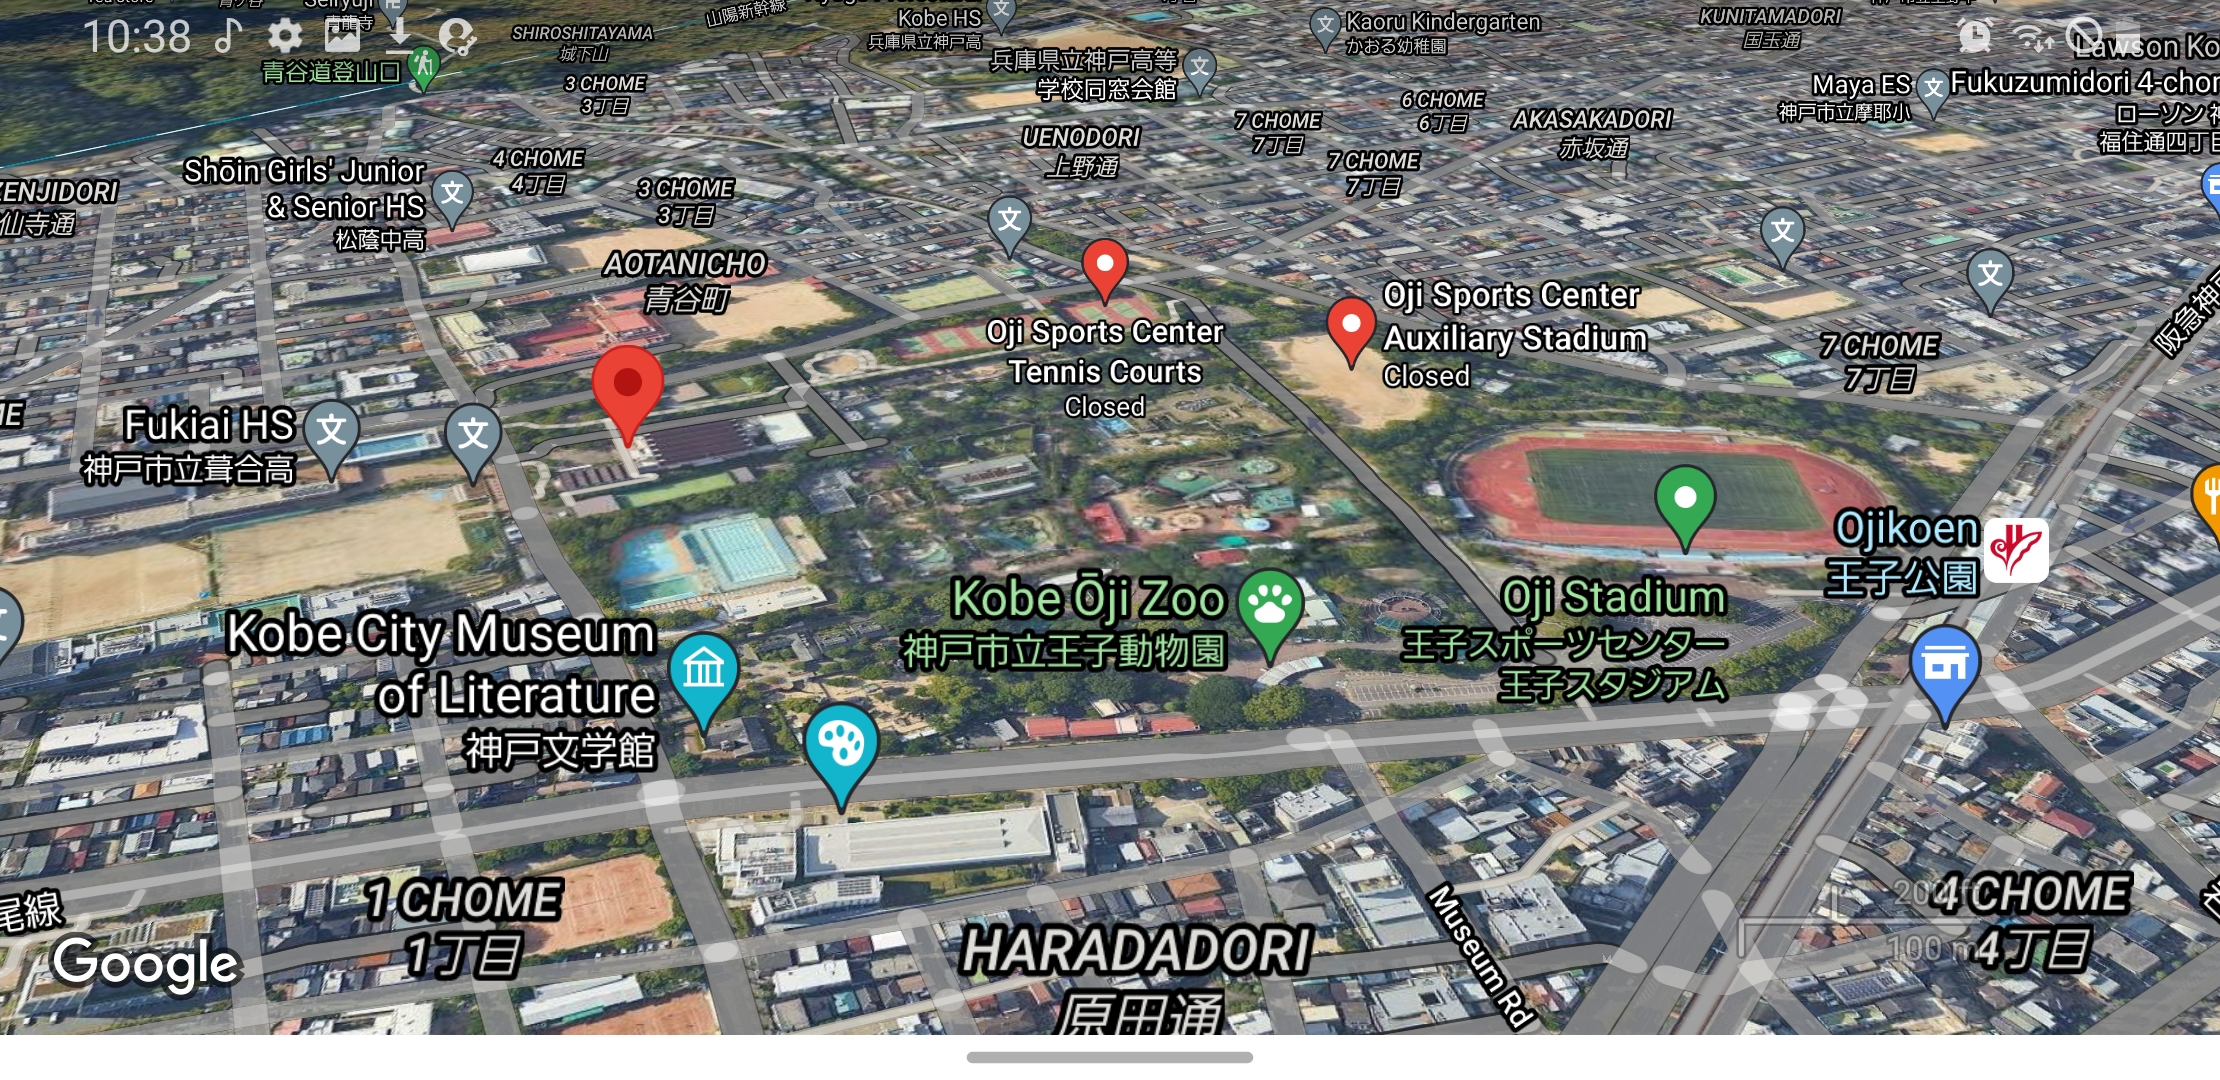 10:38
青龍寺
SHIROSHITAYAMA
城下山
山陽新幹線
Kobe HS
兵庫県立神戸高
Kaoru Kindergarten
かおる幼稚園
KUNITAMADORI
国玉通
Lawson Ko
Fukuzumidori 4-chor
ローソン 神
福住通四丁目
青谷道登山口
兵庫県立神戸高等
学校同窓会館
Maya ES
神戸市立摩耶小
3 CHOME
3丁目
6 CHOME
6丁目
7 CHOME
7丁目
AKASAKADORI
赤坂通
UENODORI
上野通
7 CHOME
7丁目
4 CHOME
4丁目
3 CHOME
3丁目
Shōin Girls' Junior
& Senior HS
松蔭中高
ENJIDORI
仙寺通
AOTANICHO
青谷町
Oji Sports Center
Tennis Courts
Closed
Oji Sports Center
Auxiliary Stadium
Closed
7 CHOME
7丁目
阪急神戸
Fukiai HS
神戸市立葺合高
Ojikoen
王子公園
Kobe Ōji Zoo
神戸市立王子動物園
Oji Stadium
王子スポーツセンター
王子スタジアム
Kobe City Museum
of Literature
神戸文学館
1 CHOME
1丁目
尾線
HARADADORI
原田通
Museum Rd
200 ft
100 m
4 CHOME
4丁目
Google